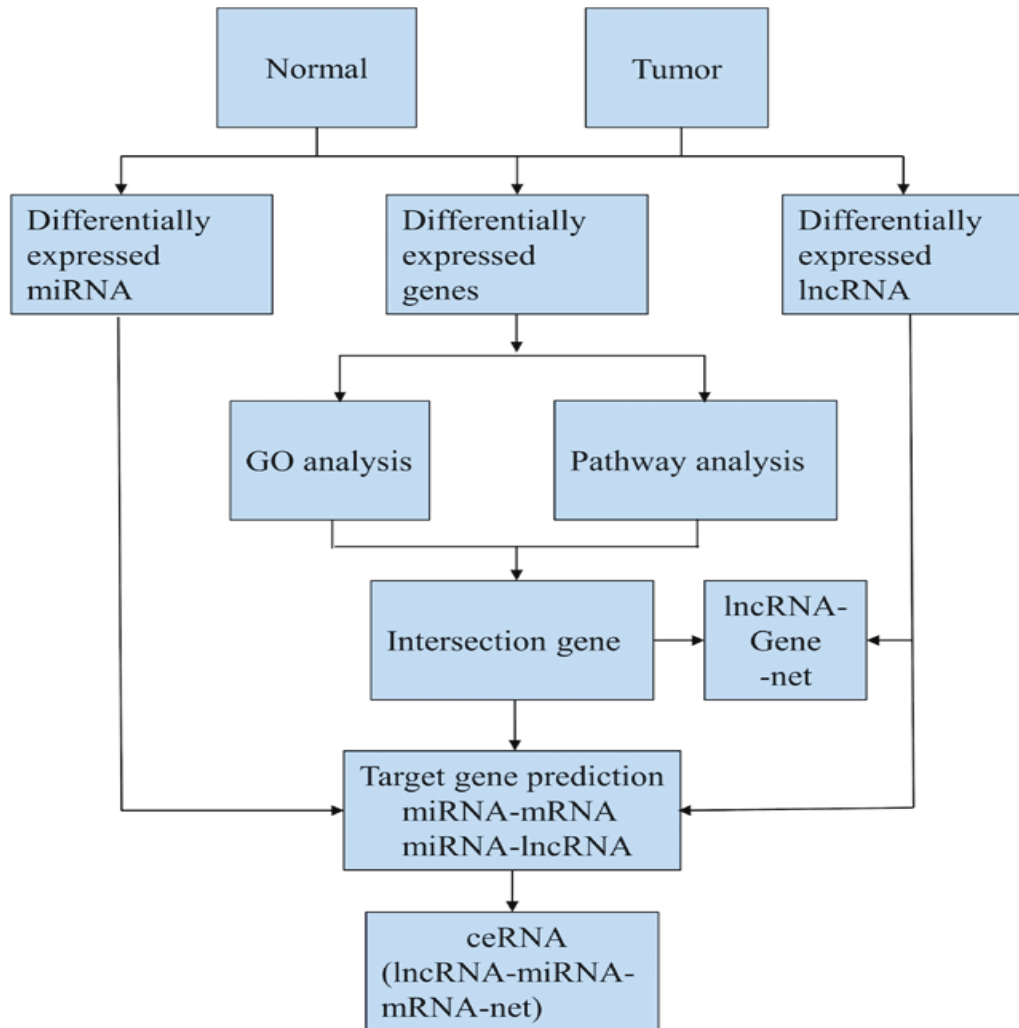 Normal
Tumor
Differentially
expressed
miRNA
Differentially
expressed
genes
Differentially
expressed
lncRNA
GO analysis
Pathway analysis
Intersection gene
lncRNA-
Gene
-net
Target gene prediction
miRNA-mRNA
miRNA-lncRNA
ceRNA
(lncRNA-miRNA-
mRNA-net)